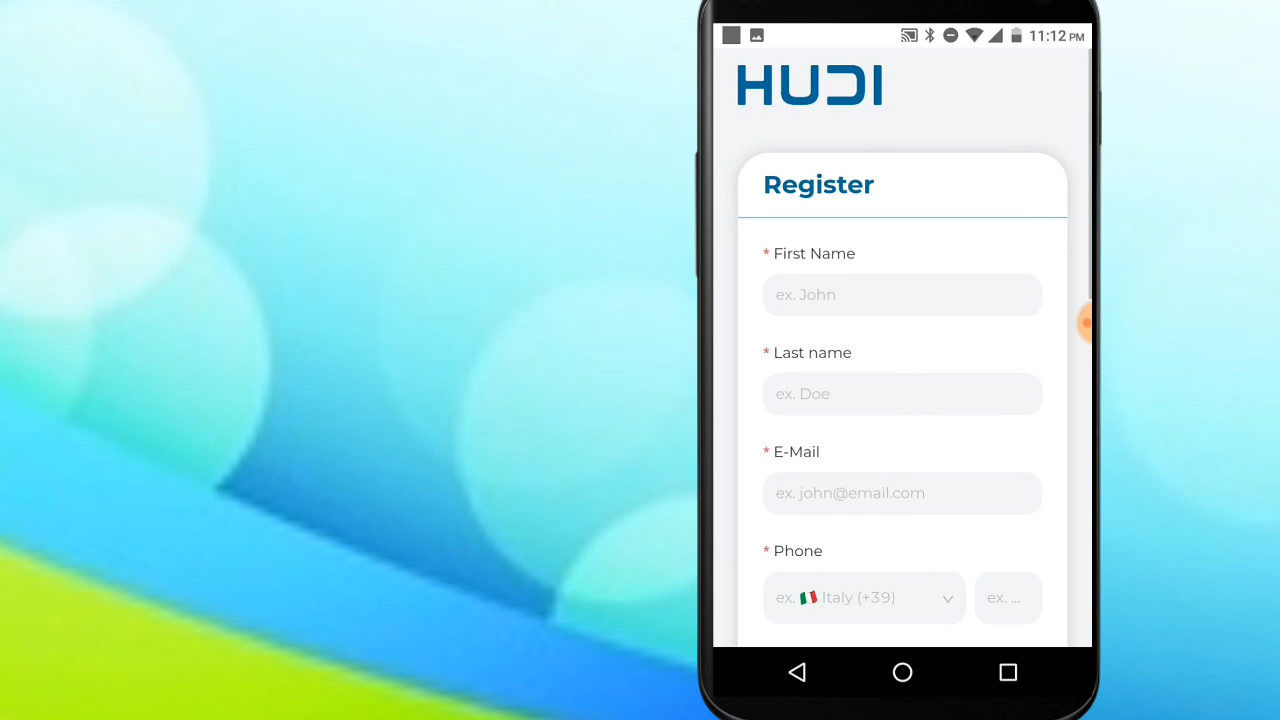 11:12 PM
HUDI
Register
* First Name
ex. John
* Last name
ex. Doe
* E-Mail
ex. john@email.com
* Phone
ex. 🇮🇹 Italy (+39)
ex. ...